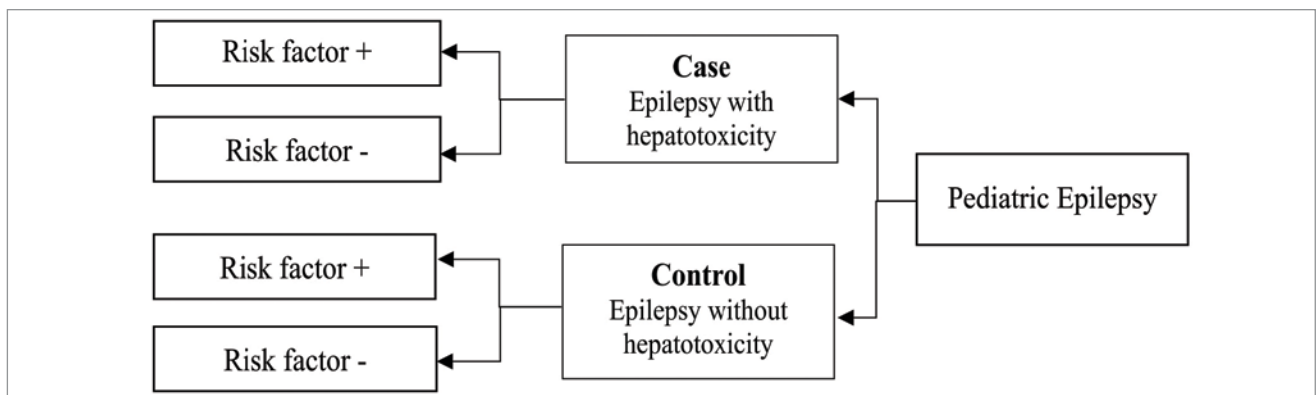 Risk factor +
Risk factor -
Case
Epilepsy with
hepatotoxicity
Pediatric Epilepsy
Risk factor +
Risk factor -
Control
Epilepsy without
hepatotoxicity